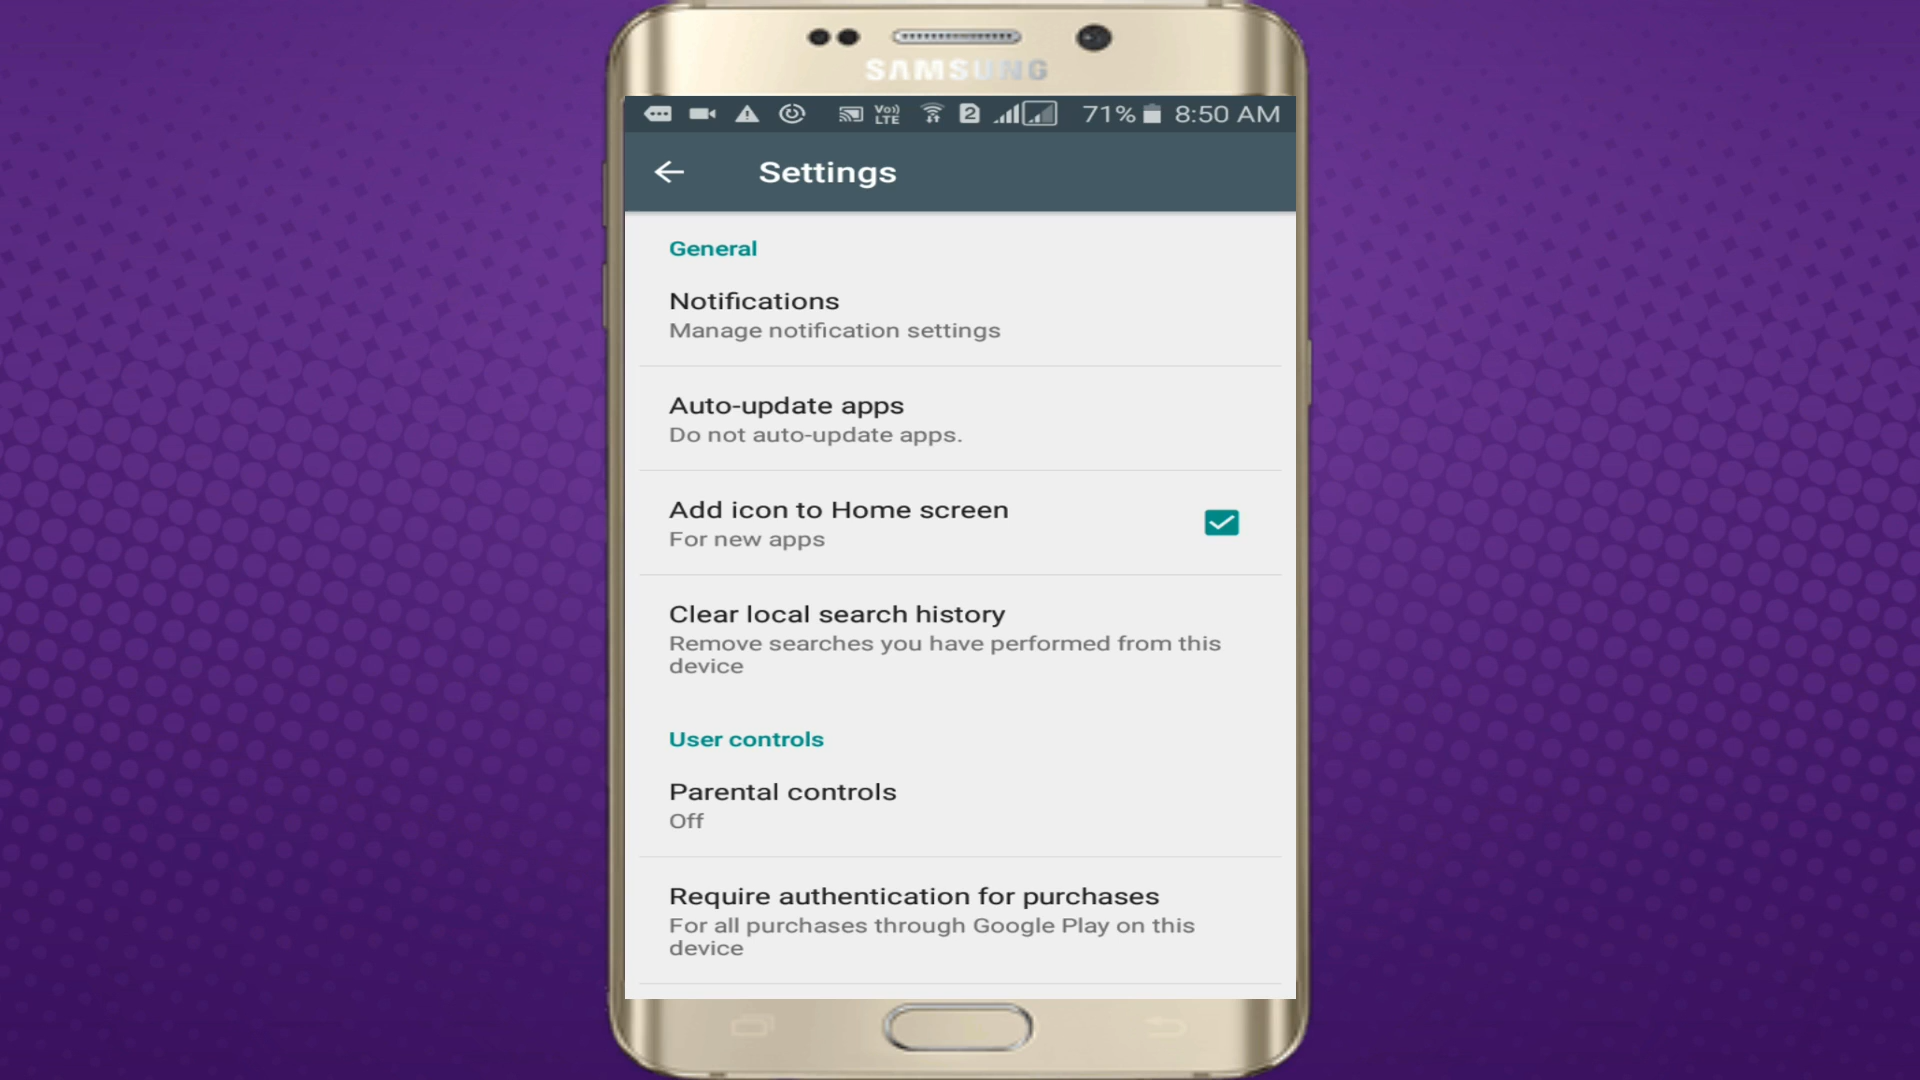 SAMSUNG
Vo)) LTE 2 71% 8:50 AM
Settings
General
Notifications
Manage notification settings
Auto-update apps
Do not auto-update apps.
Add icon to Home screen
For new apps
Clear local search history
Remove searches you have performed from this
device
User controls
Parental controls
Off
Require authentication for purchases
For all purchases through Google Play on this
device